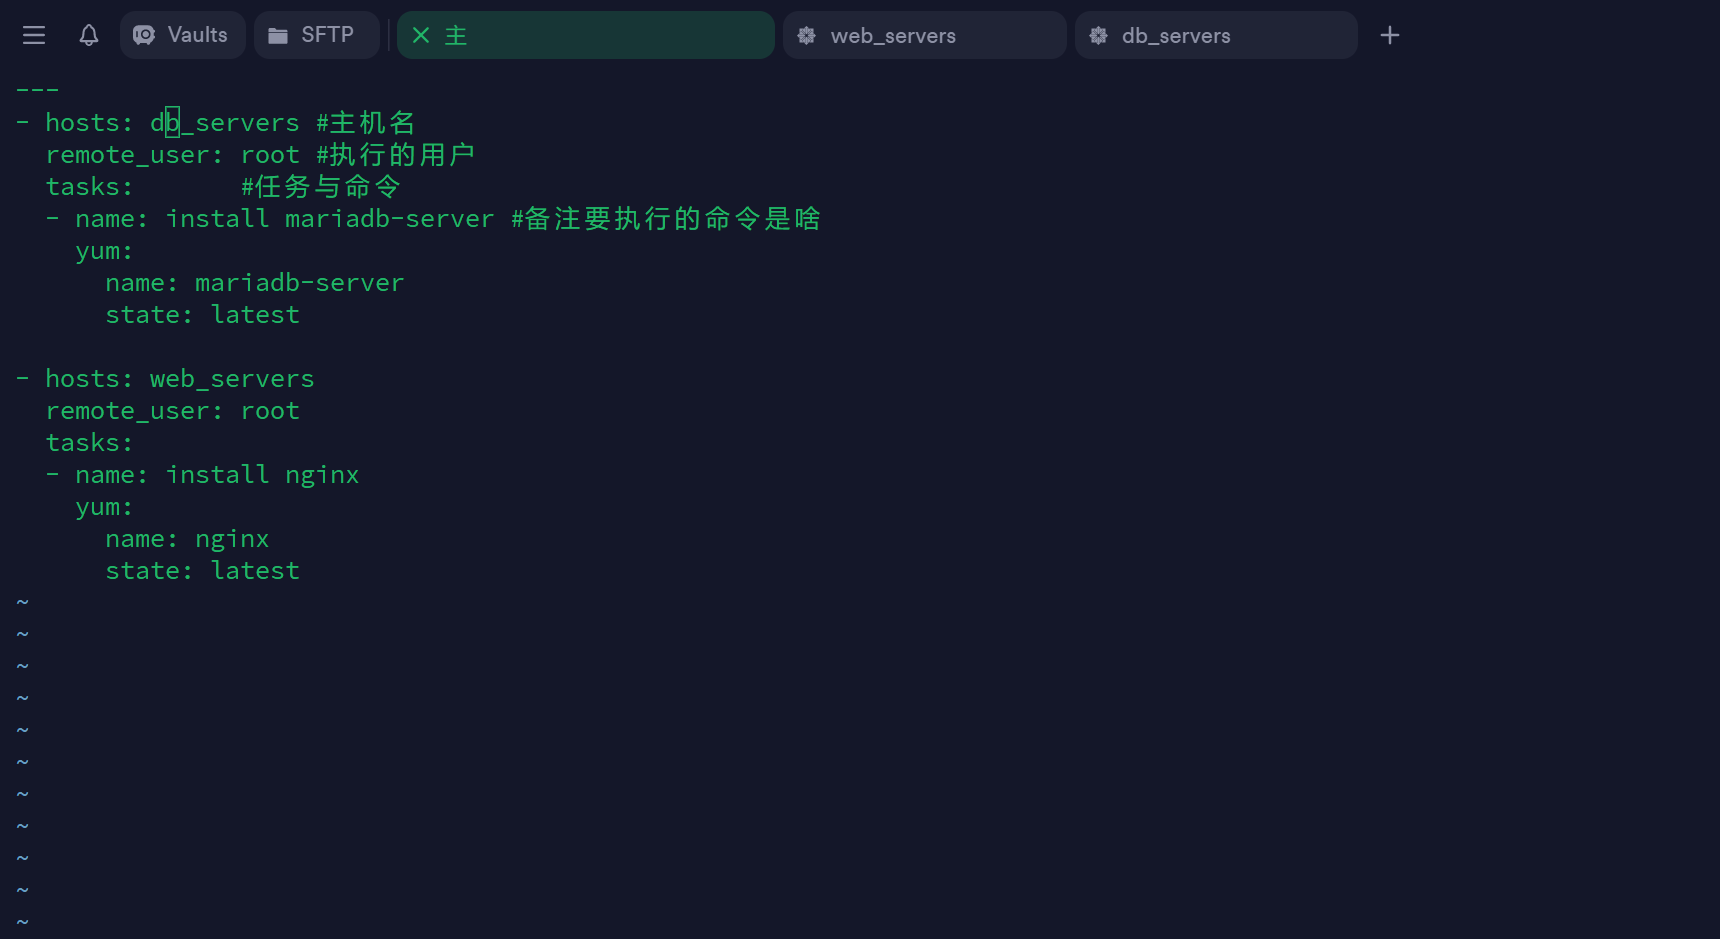 Vaults SFTP 主 web_servers db_servers
---
- hosts: db_servers #主机名
  remote_user: root #执行的用户
  tasks:       #任务与命令
  - name: install mariadb-server #备注要执行的命令是啥
    yum:
      name: mariadb-server
      state: latest

- hosts: web_servers
  remote_user: root
  tasks:
  - name: install nginx
    yum:
      name: nginx
      state: latest
~
~
~
~
~
~
~
~
~
~
~